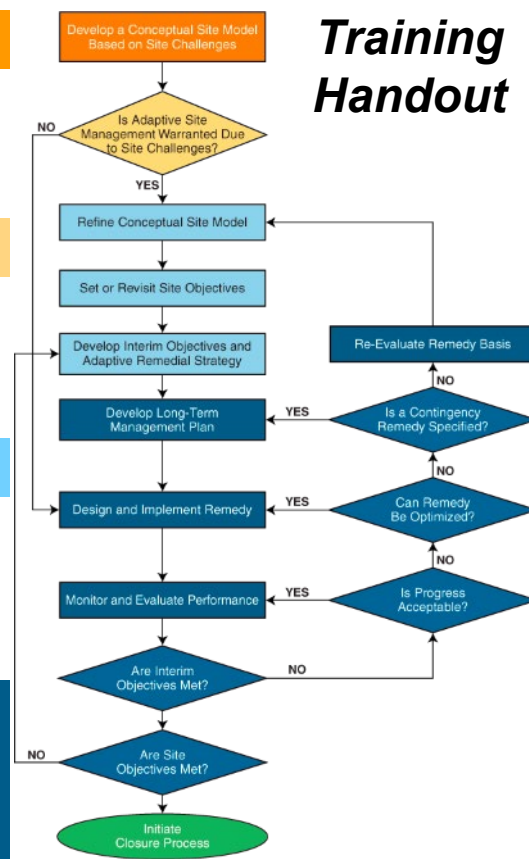 Training
Handout
Develop a Conceptual Site Model
Based on Site Challenges
Is Adaptive Site
Management Warranted Due
to Site Challenges?
NO
YES
Refine Conceptual Site Model
Set or Revisit Site Objectives
Develop Interim Objectives and
Adaptive Remedial Strategy
Re-Evaluate Remedy Basis
NO
Develop Long-Term
Management Plan
YES
Is a Contingency
Remedy Specified?
NO
Design and Implement Remedy
YES
Can Remedy
Be Optimized?
NO
Monitor and Evaluate Performance
YES
Is Progress
Acceptable?
Are Interim
Objectives Met?
NO
Are Site
Objectives Met?
NO
Initiate
Closure Process